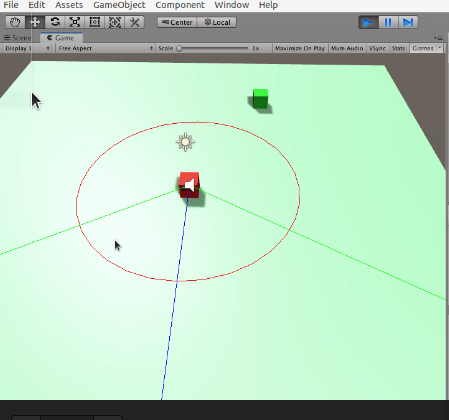 File Edit Assets GameObject Component Window Help
Center Local
Scene Game
Display 1 Free Aspect Scale 1x Maximize On Play Mute Audio VSync Stats Gizmos